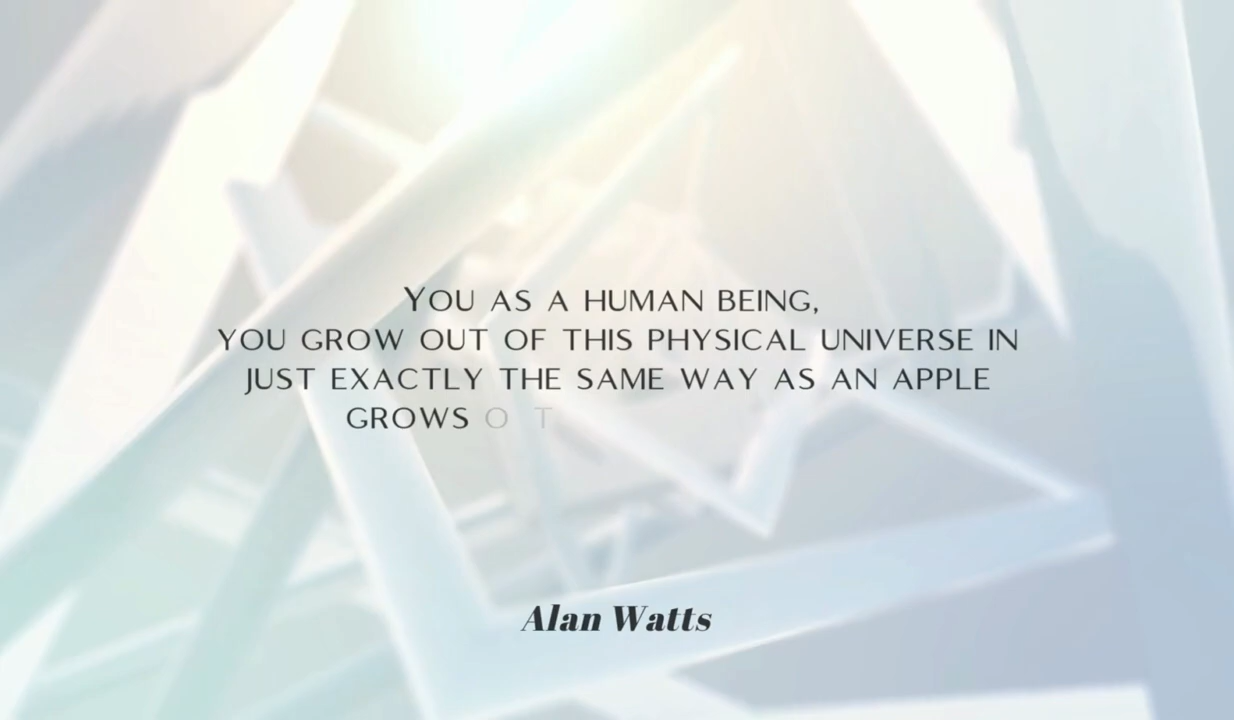 You as a human being,
you grow out of this physical universe in
just exactly the same way as an apple
grows o t
Alan Watts